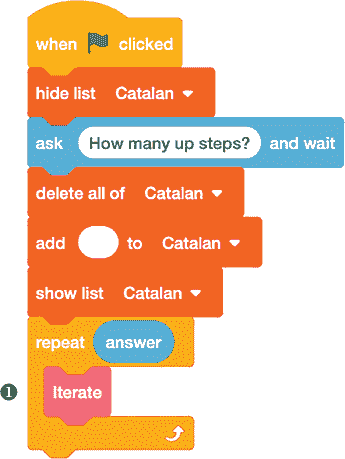 when clicked
hide list Catalan
ask How many up steps? and wait
delete all of Catalan
add to Catalan
show list Catalan
repeat answer
❶ Iterate